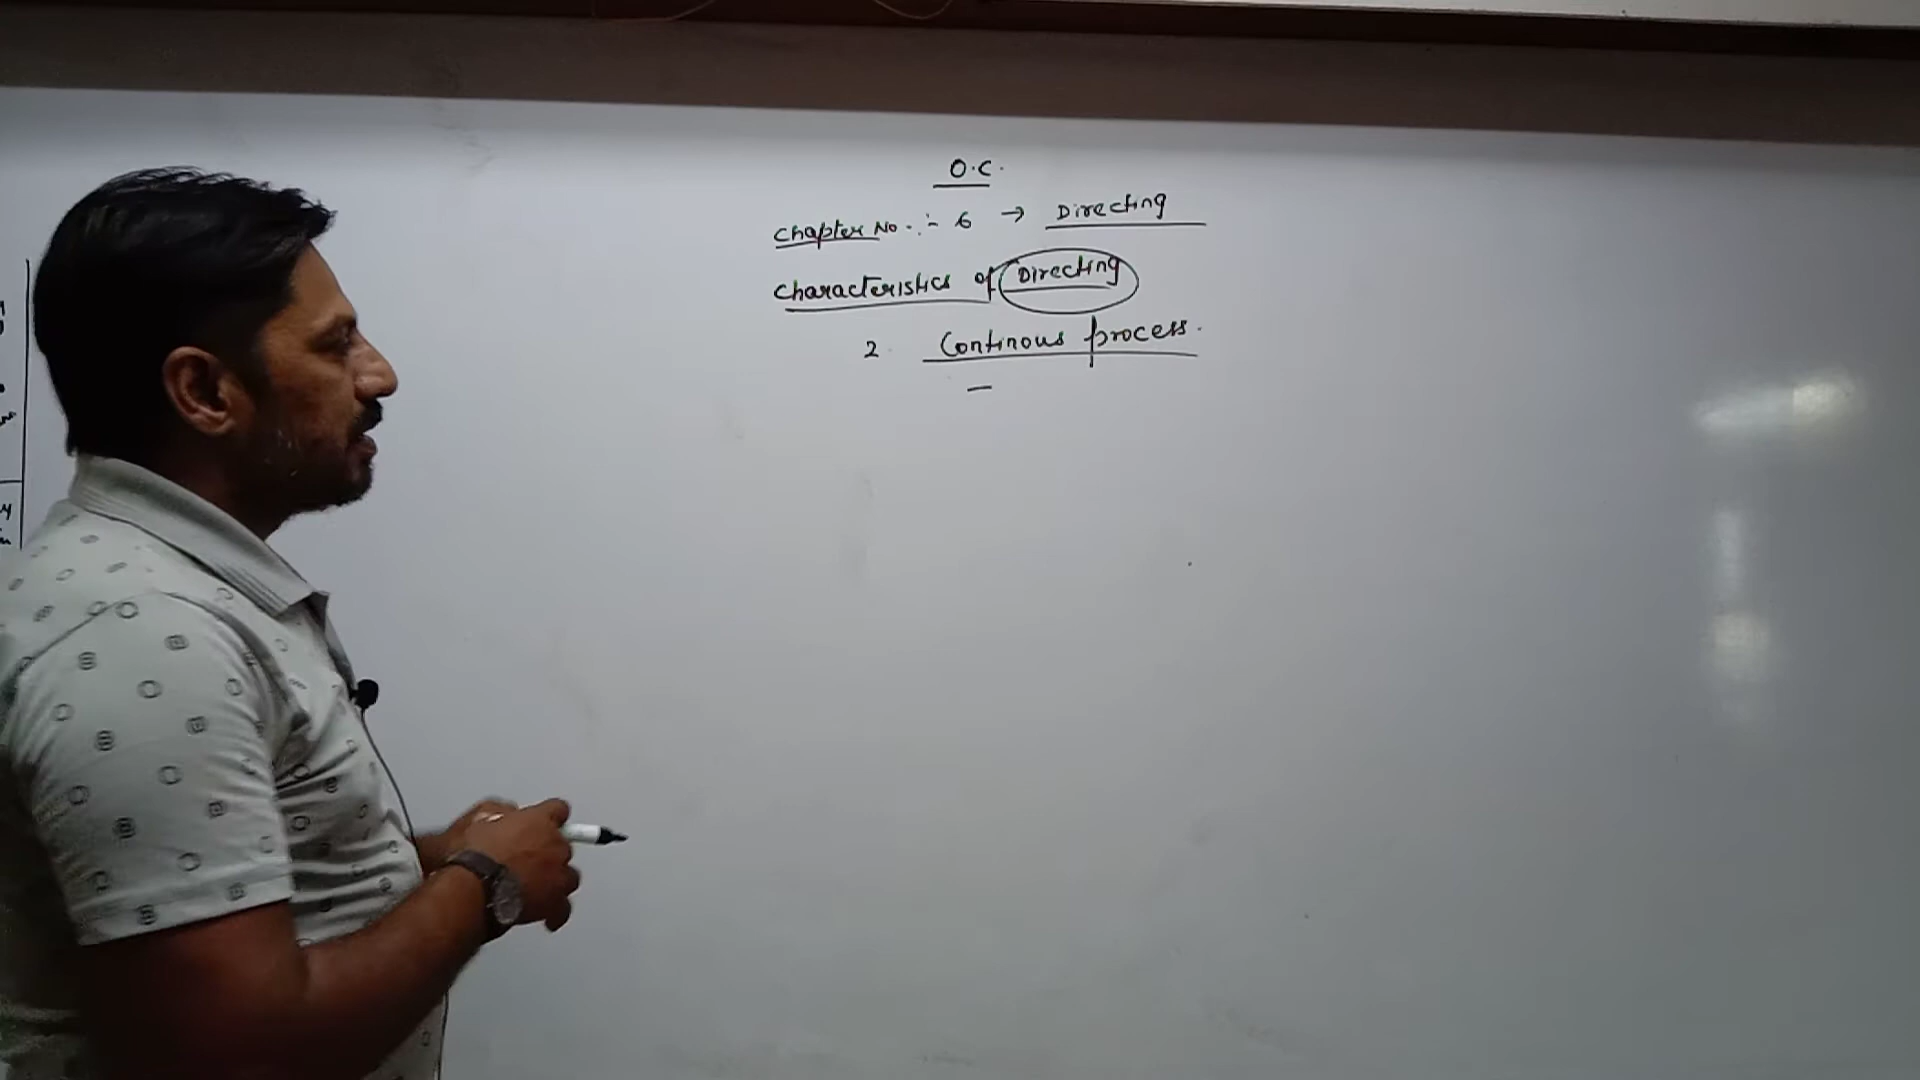 O.C.
Chapter No. :- 6 → Directing
Characteristics of Directing
2. Continous process.